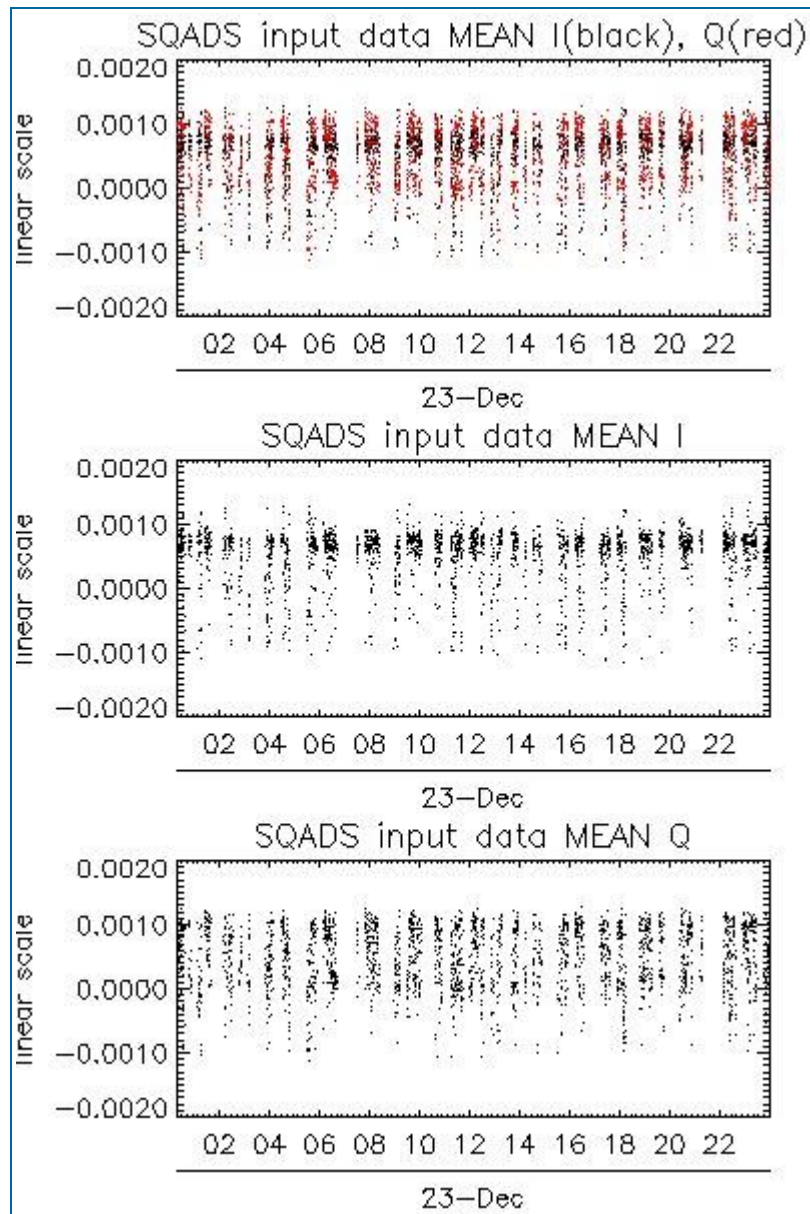 SQADS input data MEAN I(black), Q(red)
0.0020
0.0010
0.0000
-0.0010
-0.0020
linear scale
02 04 06 08 10 12 14 16 18 20 22
23-Dec
SQADS input data MEAN I
0.0020
0.0010
0.0000
-0.0010
-0.0020
linear scale
02 04 06 08 10 12 14 16 18 20 22
23-Dec
SQADS input data MEAN Q
0.0020
0.0010
0.0000
-0.0010
-0.0020
linear scale
02 04 06 08 10 12 14 16 18 20 22
23-Dec